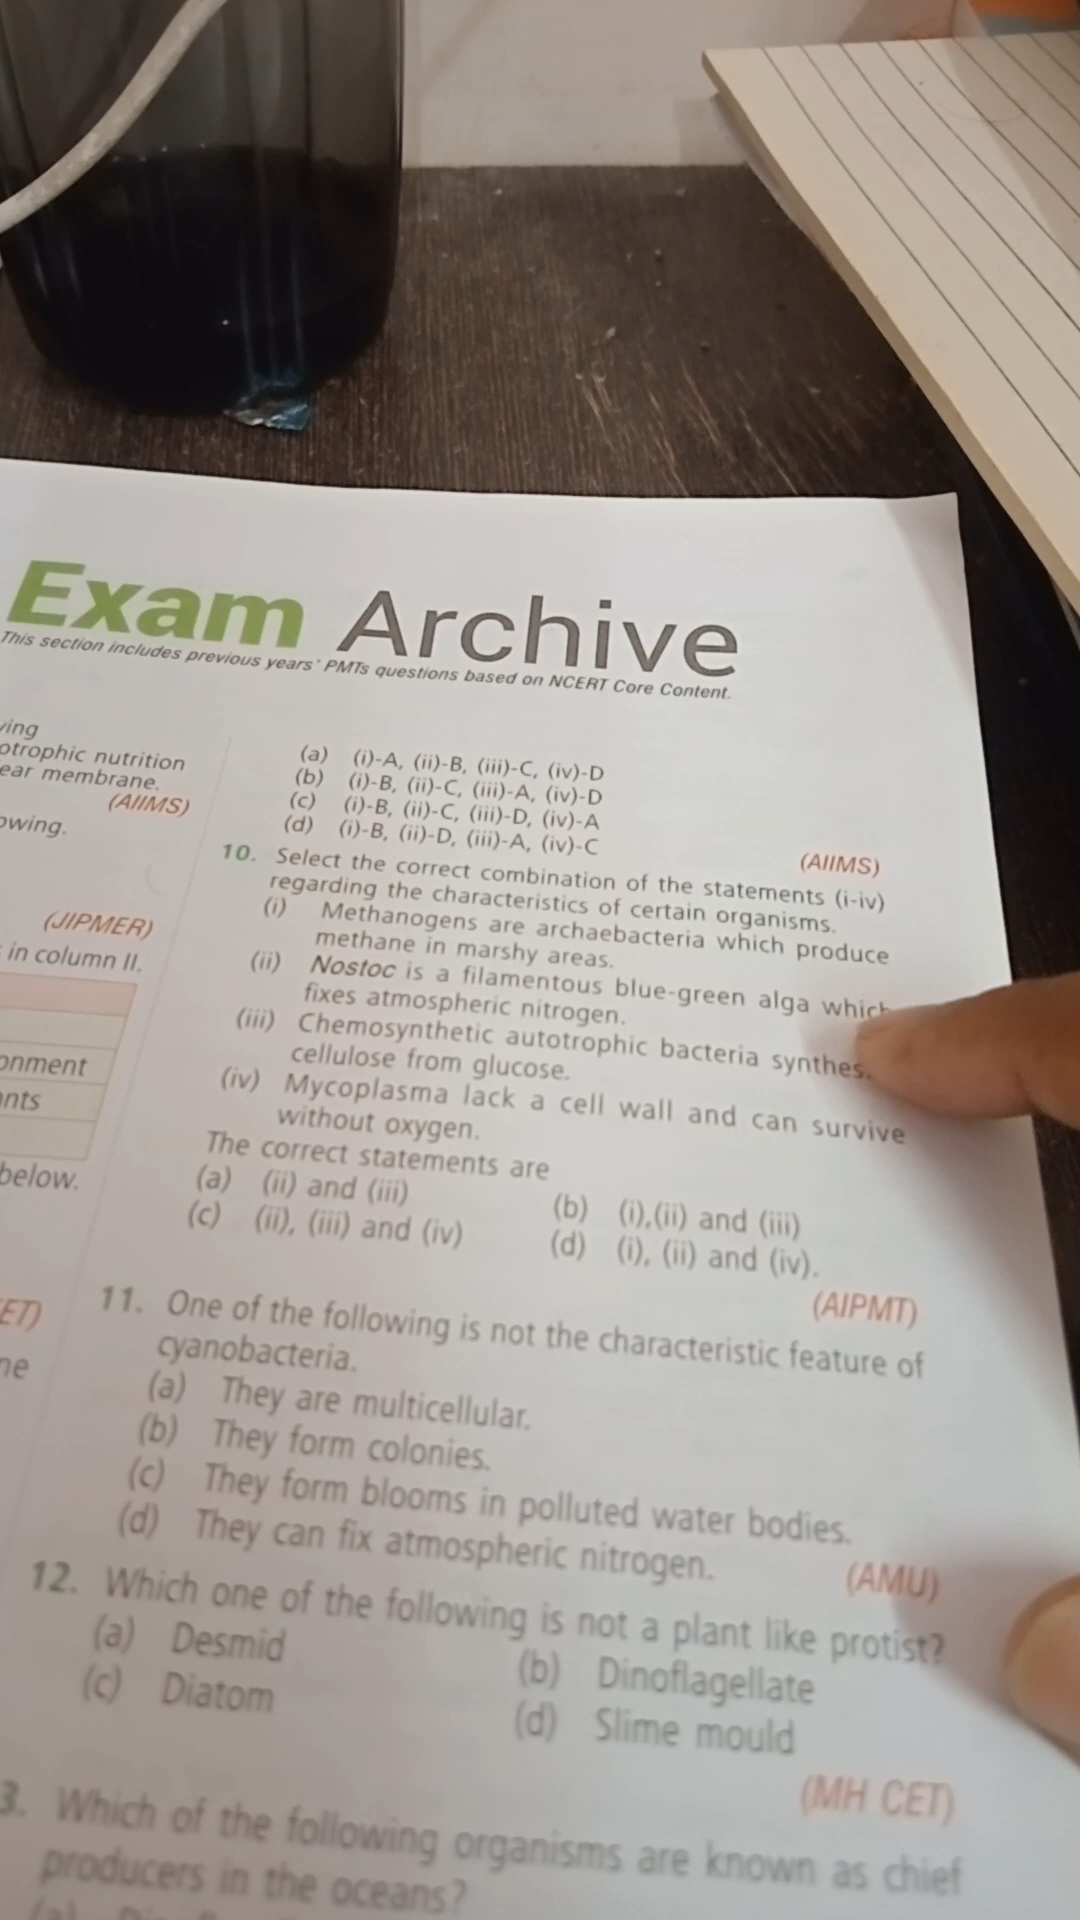 Exam Archive
This section includes previous years' PMTs questions based on NCERT Core Content.
ying
otrophic nutrition
ear membrane.
(AIIMS)
owing.
(JIPMER)
in column II.
onment
nts
below.
ET)
ne
(a) (i)-A, (ii)-B, (iii)-C, (iv)-D
(b) (i)-B, (ii)-C, (iii)-A, (iv)-D
(c) (i)-B, (ii)-C, (iii)-D, (iv)-A
(d) (i)-B, (ii)-D, (iii)-A, (iv)-C
(AIIMS)
10. Select the correct combination of the statements (i-iv)
regarding the characteristics of certain organisms.
(i) Methanogens are archaebacteria which produce
methane in marshy areas.
(ii) Nostoc is a filamentous blue-green alga which
fixes atmospheric nitrogen.
(iii) Chemosynthetic autotrophic bacteria synthes
cellulose from glucose.
(iv) Mycoplasma lack a cell wall and can survive
without oxygen.
The correct statements are
(a) (ii) and (iii)
(b) (i),(ii) and (iii)
(c) (ii), (iii) and (iv)
(d) (i), (ii) and (iv).
(AIPMT)
11. One of the following is not the characteristic feature of
cyanobacteria.
(a) They are multicellular.
(b) They form colonies.
(c) They form blooms in polluted water bodies.
(d) They can fix atmospheric nitrogen.
(AMU)
12. Which one of the following is not a plant like protist?
(a) Desmid
(b) Dinoflagellate
(c) Diatom
(d) Slime mould
(MH CET)
3. Which of the following organisms are known as chief
producers in the oceans?